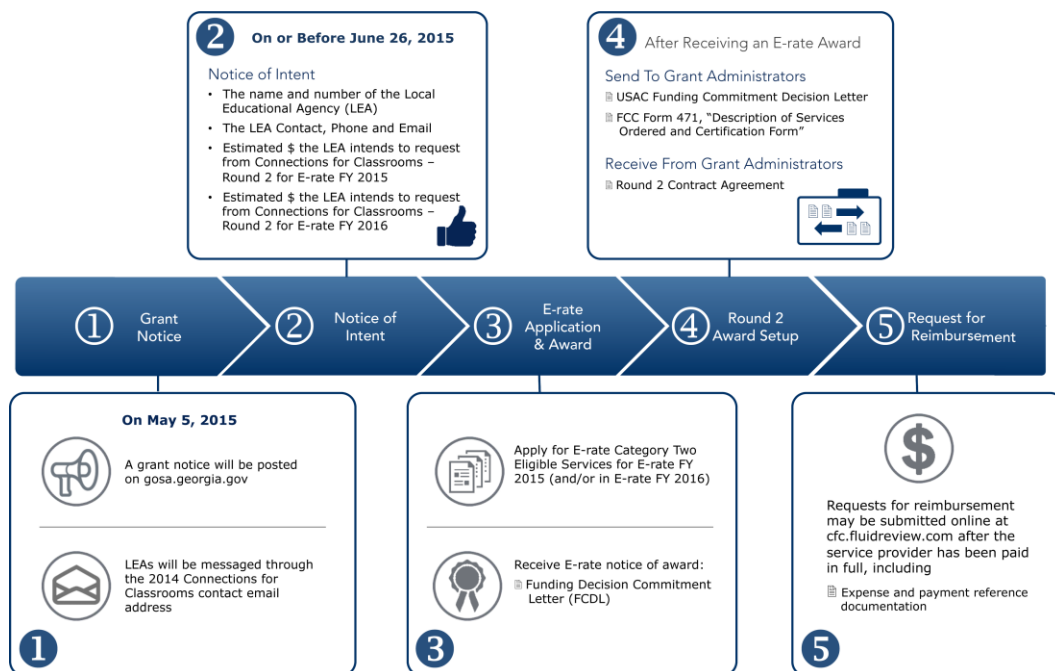 2
On or Before June 26, 2015
Notice of Intent
• The name and number of the Local
Educational Agency (LEA)
• The LEA Contact, Phone and Email
• Estimated $ the LEA intends to request
from Connections for Classrooms –
Round 2 for E-rate FY 2015
• Estimated $ the LEA intends to request
from Connections for Classrooms –
Round 2 for E-rate FY 2016
4
After Receiving an E-rate Award
Send To Grant Administrators
USAC Funding Commitment Decision Letter
FCC Form 471, “Description of Services
Ordered and Certification Form”
Receive From Grant Administrators
Round 2 Contract Agreement
1
Grant
Notice
2
Notice of
Intent
3
E-rate
Application
& Award
4
Round 2
Award Setup
5
Request for
Reimbursement
On May 5, 2015
A grant notice will be posted
on gosa.georgia.gov
LEAs will be messaged through
the 2014 Connections for
Classrooms contact email
address
1
Apply for E-rate Category Two
Eligible Services for E-rate FY
2015 (and/or in E-rate FY 2016)
Receive E-rate notice of award:
Funding Decision Commitment
Letter (FCDL)
3
$
Requests for reimbursement
may be submitted online at
cfc.fluidreview.com after the
service provider has been paid
in full, including
Expense and payment reference
documentation
5